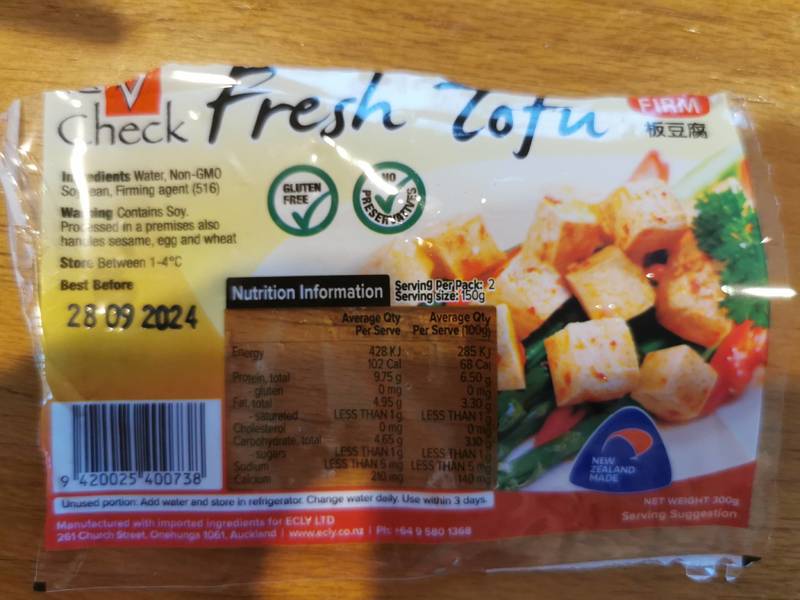 Check Fresh Tofu FIRM
板豆腐
Ingredients Water, Non-GMO
Soybean, Firming agent (516)
Warning Contains Soy.
Processed in a premises also
handles sesame, egg and wheat
Store Between 1-4°C
Best Before
28 09 2024
GLUTEN
FREE
NO
PRESERVATIVES
Nutrition Information
Serving Per Pack: 2
Serving size: 150g
Average Qty Average Qty
Per Serve Per Serve (100g)
Energy 428 KJ 285 KJ
102 Cal 68 Cal
Protein, total 9.75 g 6.50 g
gluten 0 mg 0 mg
Fat, total 4.95 g 3.30 g
- saturated LESS THAN 1 g LESS THAN 1 g
Cholesterol 0 mg 0 mg
Carbohydrate, total 4.65 g 3.10
- sugars LESS THAN 1 g LESS THAN 1
Sodium LESS THAN 5 mg LESS THAN 5 mg
Calcium 210 mg 140 mg
9 420025 400738
NEW
ZEALAND
MADE
Unused portion: Add water and store in refrigerator. Change water daily. Use within 3 days.
NET WEIGHT 300g
Serving Suggestion
Manufactured with imported ingredients for ECLY LTD
261 Church Street, Onehunga 1061, Auckland | www.ecly.co.nz | Ph: +64 9 580 1368